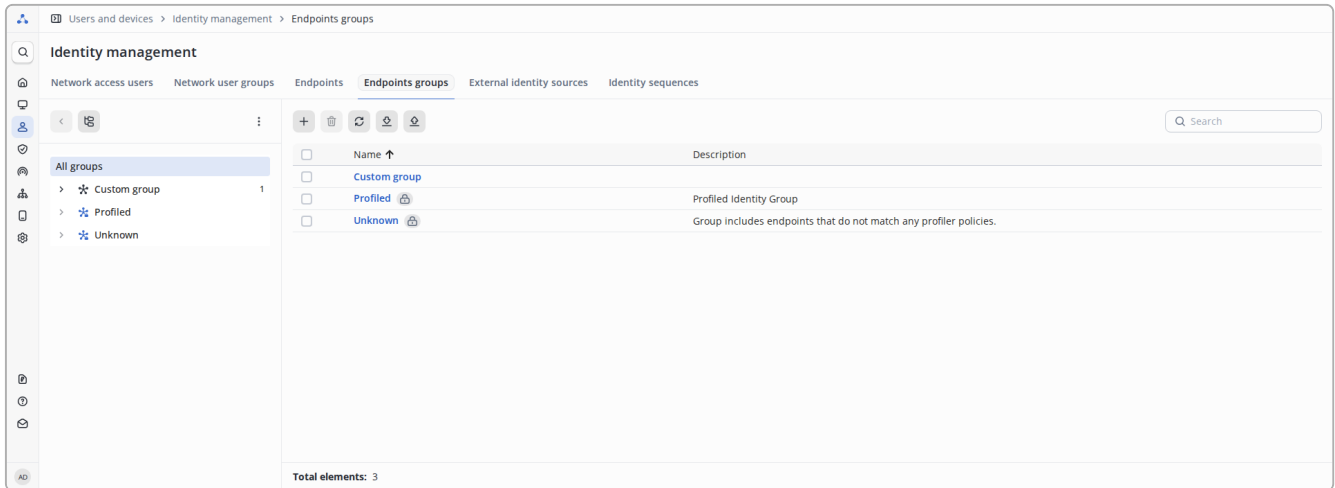 Users and devices > Identity management > Endpoints groups
Identity management
Network access users Network user groups Endpoints Endpoints groups External identity sources Identity sequences
Search
All groups
Custom group 1
Profiled
Unknown
Name Description
Custom group
Profiled Profiled Identity Group
Unknown Group includes endpoints that do not match any profiler policies.
AD
Total elements: 3